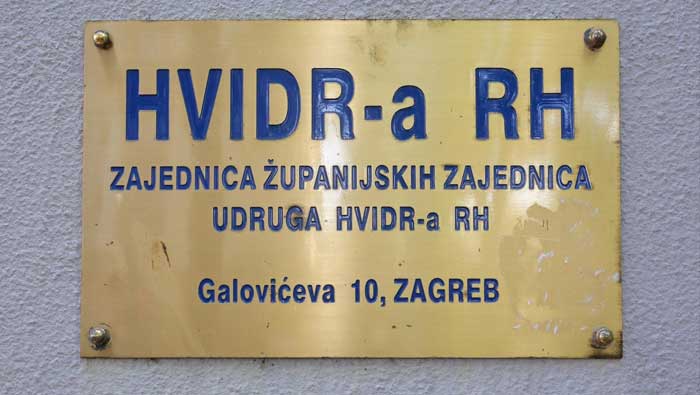 HVIDR-a RH
ZAJEDNICA ŽUPANIJSKIH ZAJEDNICA
UDRUGA HVIDR-a RH
Galovićeva 10, ZAGREB